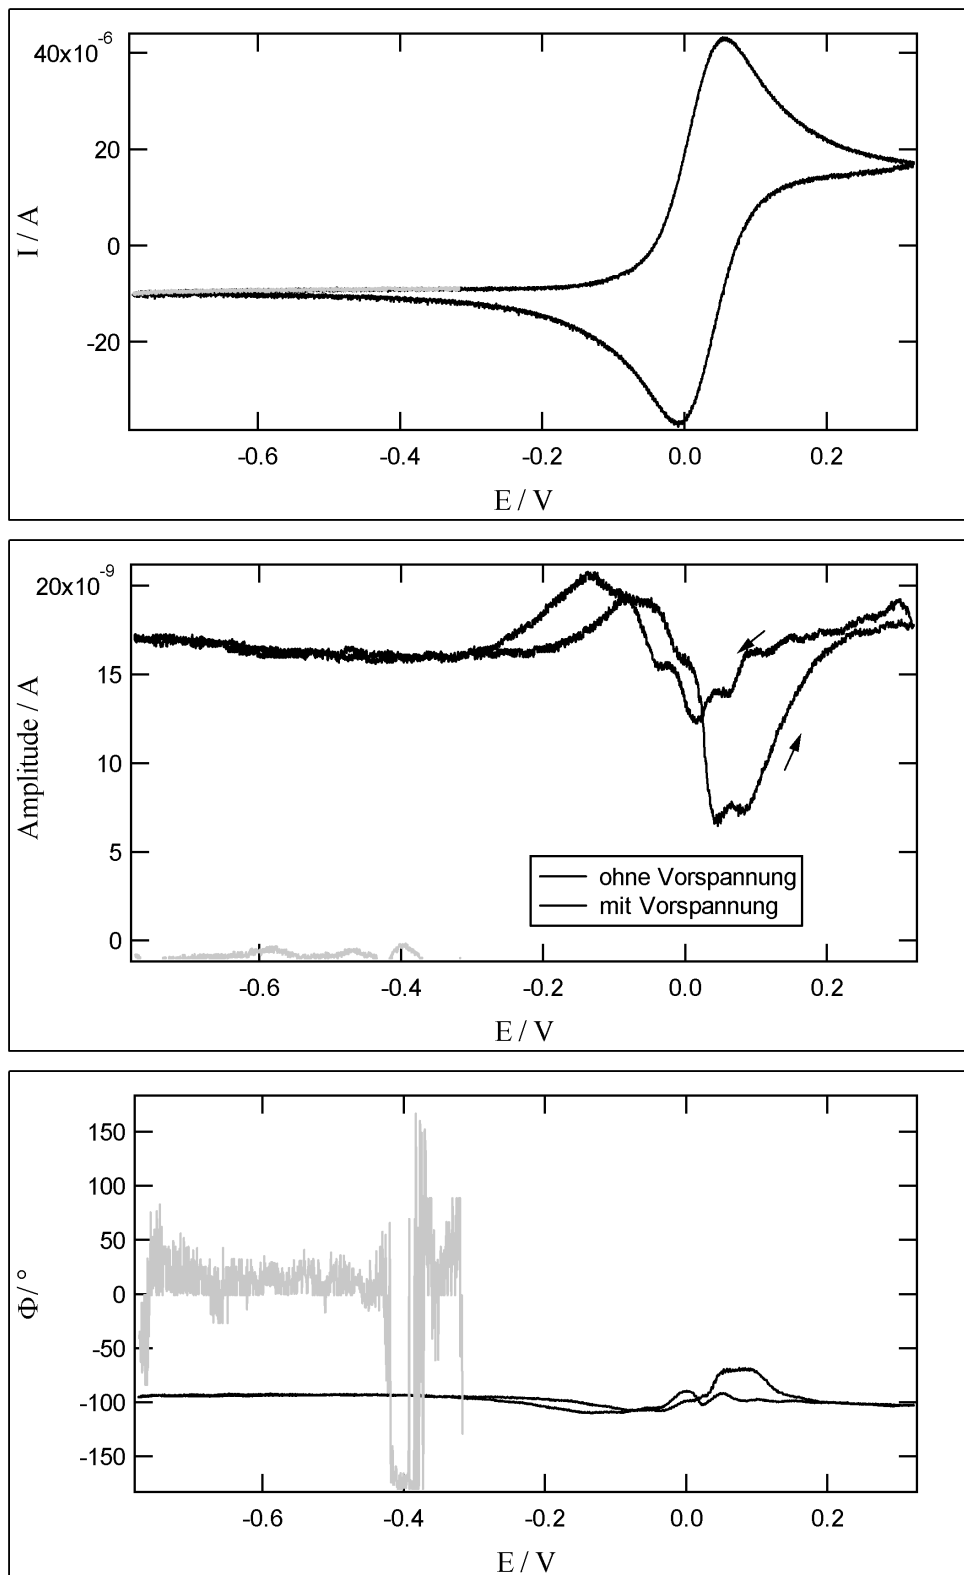 40x10-6
20
0
-20
I / A
-0.6 -0.4 -0.2 0.0 0.2
E / V
20x10-9
15
10
5
0
Amplitude / A
ohne Vorspannung
mit Vorspannung
-0.6 -0.4 -0.2 0.0 0.2
E / V
150
100
50
0
-50
-100
-150
Φ / °
-0.6 -0.4 -0.2 0.0 0.2
E / V